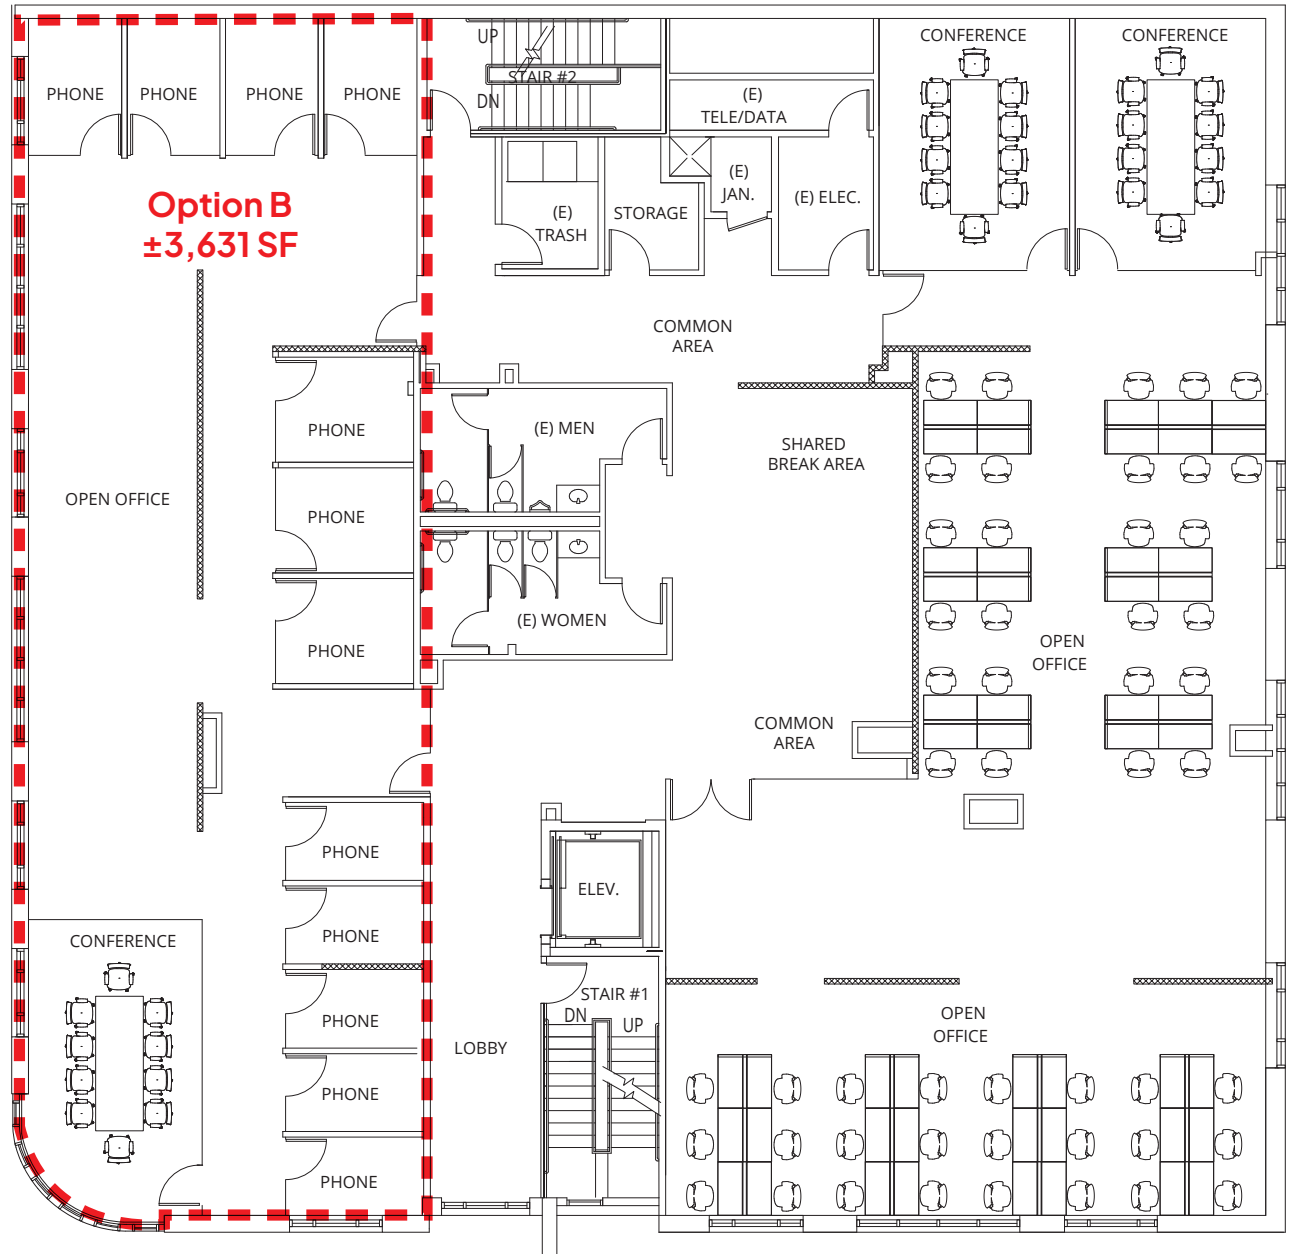 CONFERENCE
CONFERENCE
UP
STAIR #2
DN
PHONE
PHONE
PHONE
PHONE
(E)
TELE/DATA
(E)
JAN.
(E) ELEC.
(E)
TRASH
STORAGE
Option B
±3,631 SF
COMMON
AREA
PHONE
(E) MEN
SHARED
BREAK AREA
OPEN OFFICE
PHONE
(E) WOMEN
PHONE
OPEN
OFFICE
COMMON
AREA
PHONE
ELEV.
PHONE
CONFERENCE
STAIR #1
DN
UP
PHONE
OPEN
OFFICE
LOBBY
PHONE
PHONE